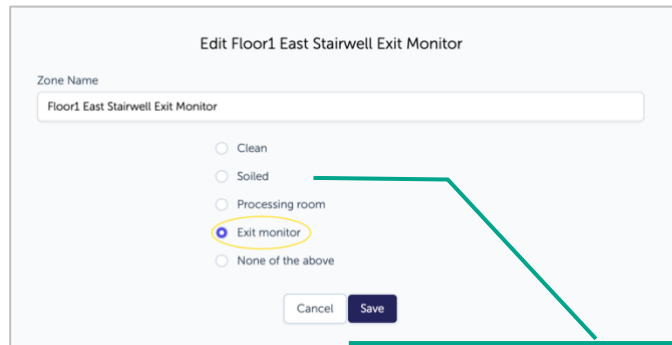 Edit Floor1 East Stairwell Exit Monitor
Zone Name
Floor1 East Stairwell Exit Monitor
Clean
Soiled
Processing room
Exit monitor
None of the above
Cancel Save